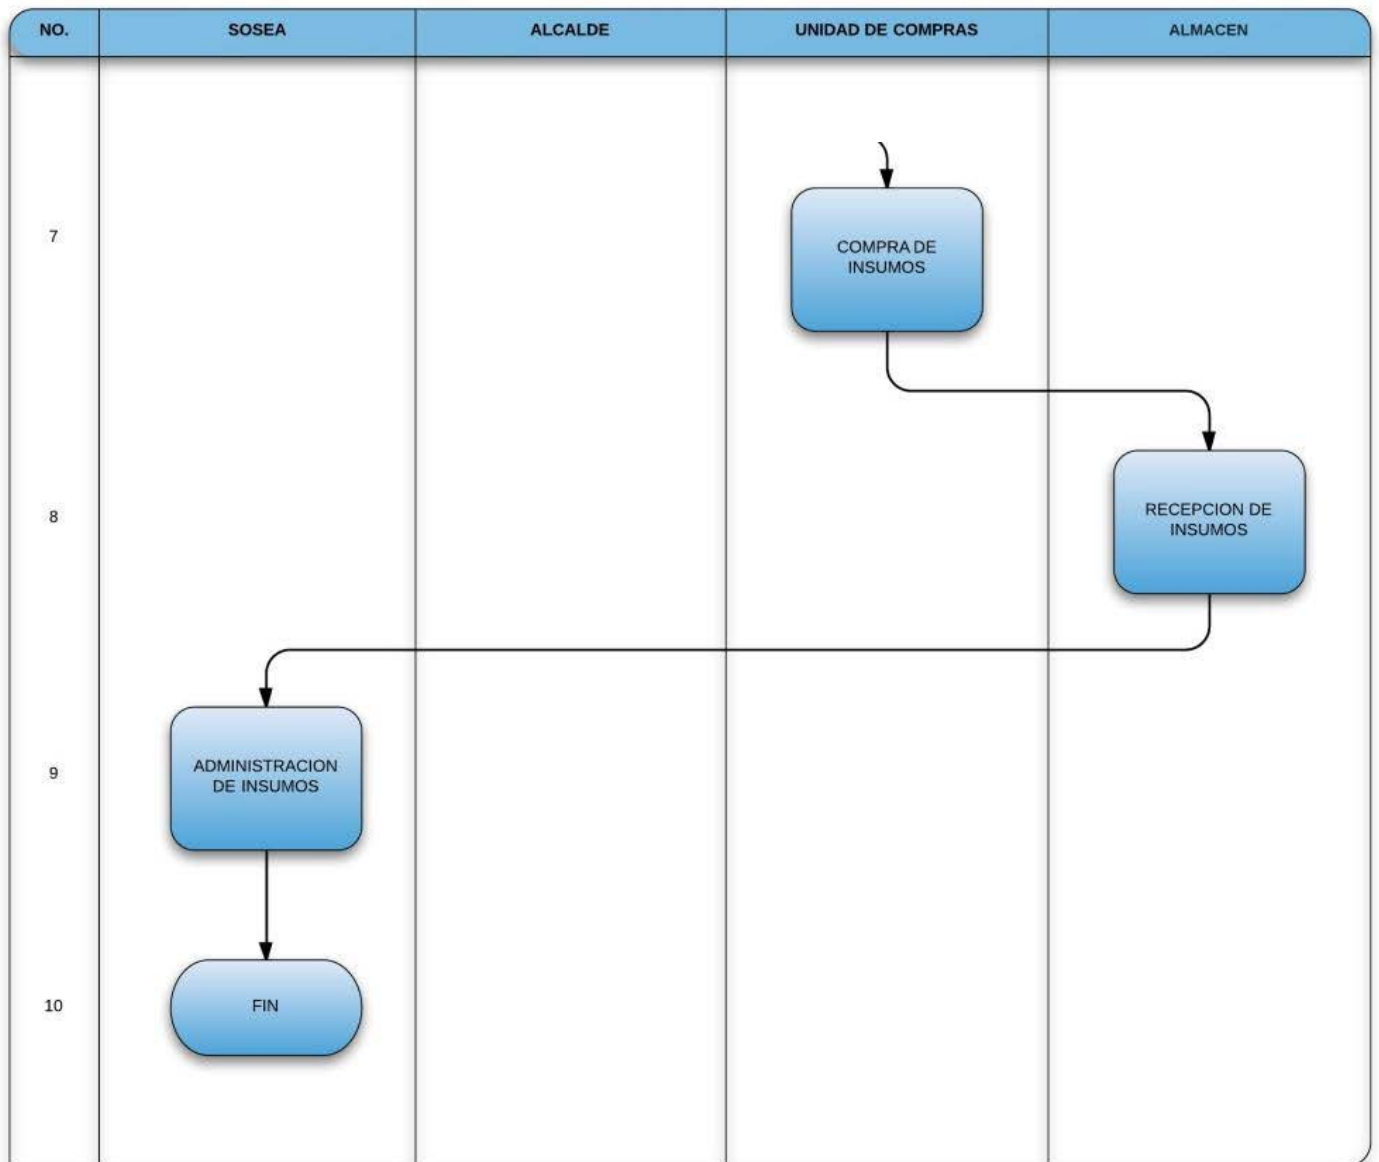 NO. SOSEA ALCALDE UNIDAD DE COMPRAS ALMACEN
7
COMPRA DE
INSUMOS
8
RECEPCION DE
INSUMOS
9
ADMINISTRACION
DE INSUMOS
10
FIN